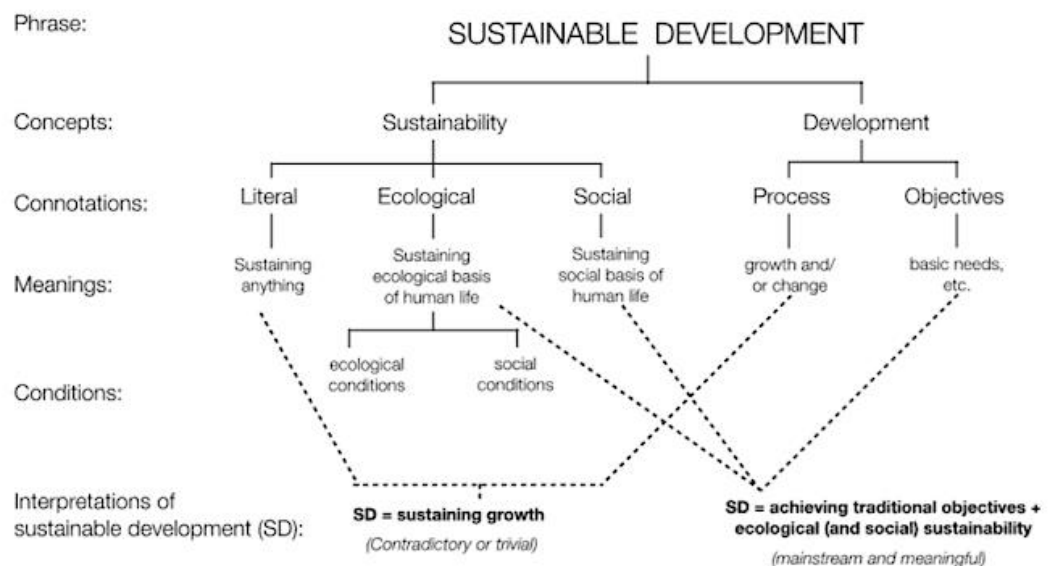 Phrase:
SUSTAINABLE DEVELOPMENT
Concepts:
Sustainability
Development
Connotations:
Literal
Ecological
Social
Process
Objectives
Meanings:
Sustaining
anything
Sustaining
ecological basis
of human life
Sustaining
social basis of
human life
growth and/
or change
basic needs,
etc.
Conditions:
ecological
conditions
social
conditions
Interpretations of
sustainable development (SD):
SD = sustaining growth
(Contradictory or trivial)
SD = achieving traditional objectives +
ecological (and social) sustainability
(mainstream and meaningful)